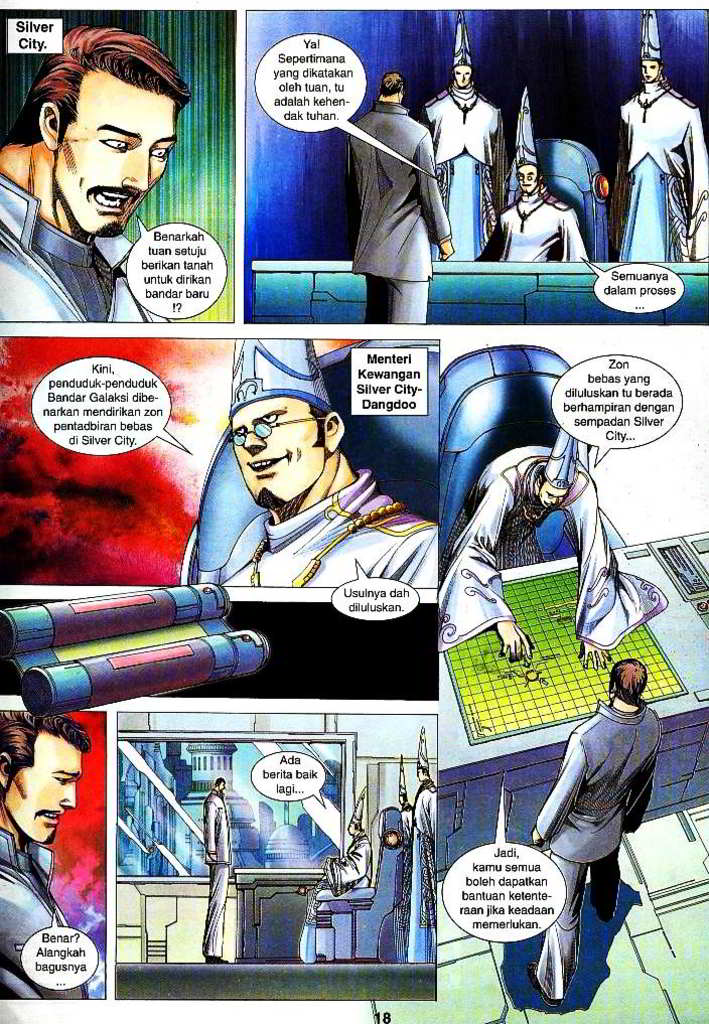 Silver
City.
Benarkah
tuan setuju
berikan tanah
untuk dirikan
bandar baru
!?
Ya!
Sepertimana
yang dikatakan
oleh tuan, tu
adalah kehen-
dak tuhan.
Semuanya
dalam proses
...
Kini,
penduduk-penduduk
Bandar Galaksi dibe-
narkan mendirikan zon
pentadbiran bebas
di Silver City.
Menteri
Kewangan
Silver City-
Dangdoo
Usulnya dah
diluluskan.
Zon
bebas yang
diluluskan tu berada
berhampiran dengan
sempadan Silver
City...
Jadi,
kamu semua
boleh dapatkan
bantuan ketente-
raan jika keadaan
memerlukan.
Benar?
Alangkah
bagusnya
...
Ada
berita baik
lagi...
18